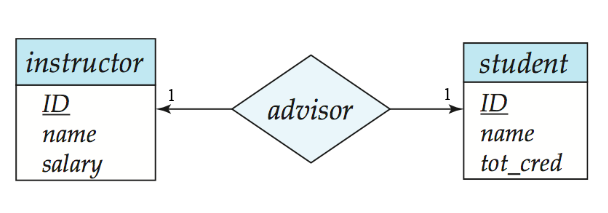 instructor
ID
name
salary
1
advisor
1
student
ID
name
tot_cred